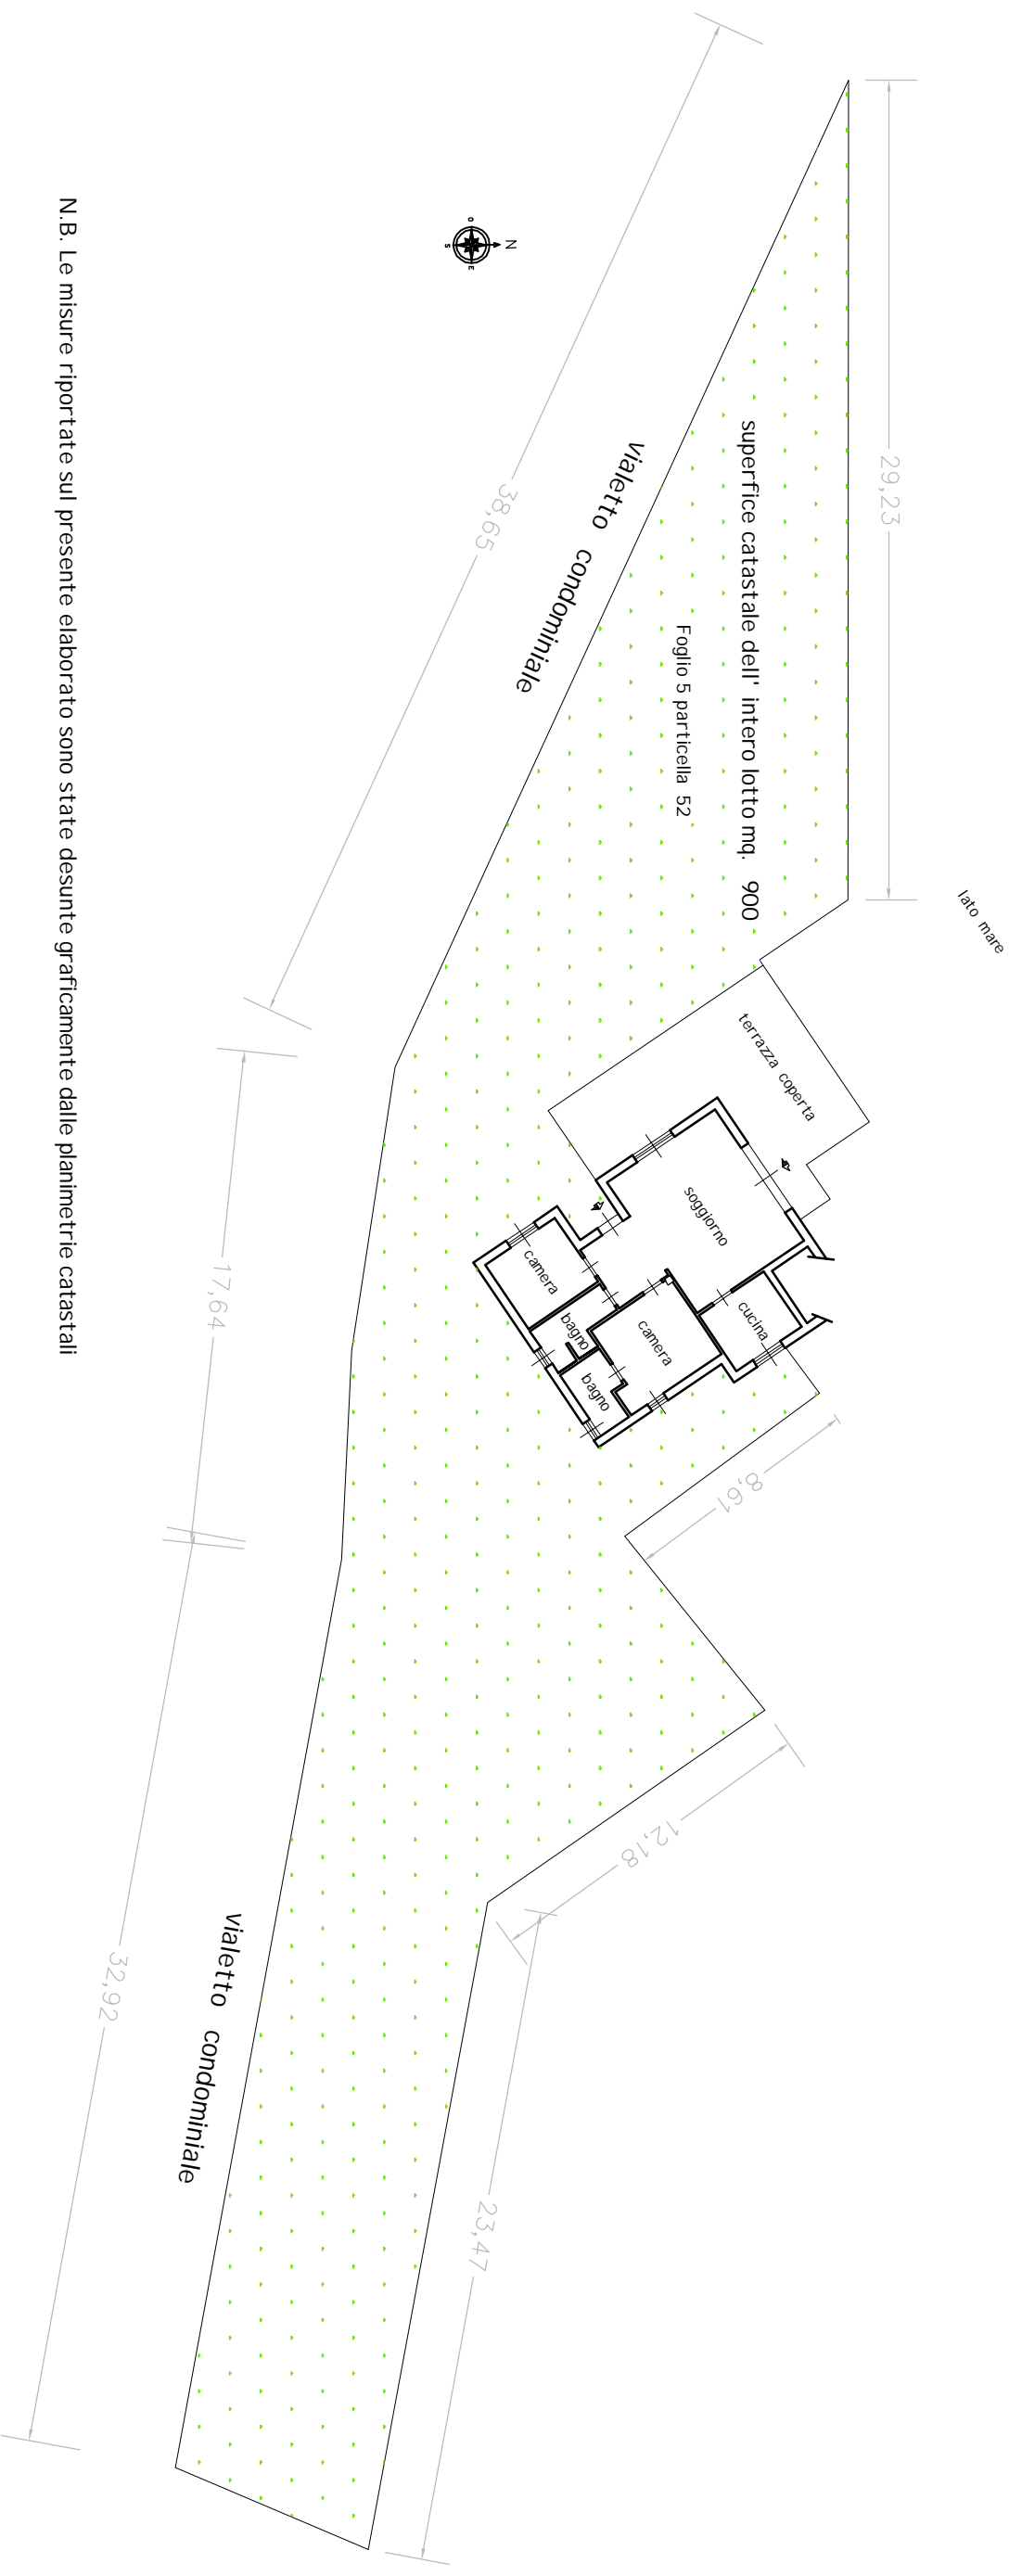 lato mare
29,23
superfice catastale dell' intero lotto mq. 900
Foglio 5 particella 52
vialetto condominiale
38,65
N
O
E
S
terrazza coperta
soggiorno
cucina
camera
camera
bagno
bagno
8,61
12,18
17,64
23,47
vialetto condominiale
32,92
N.B. Le misure riportate sul presente elaborato sono state desunte graficamente dalle planimetrie catastali